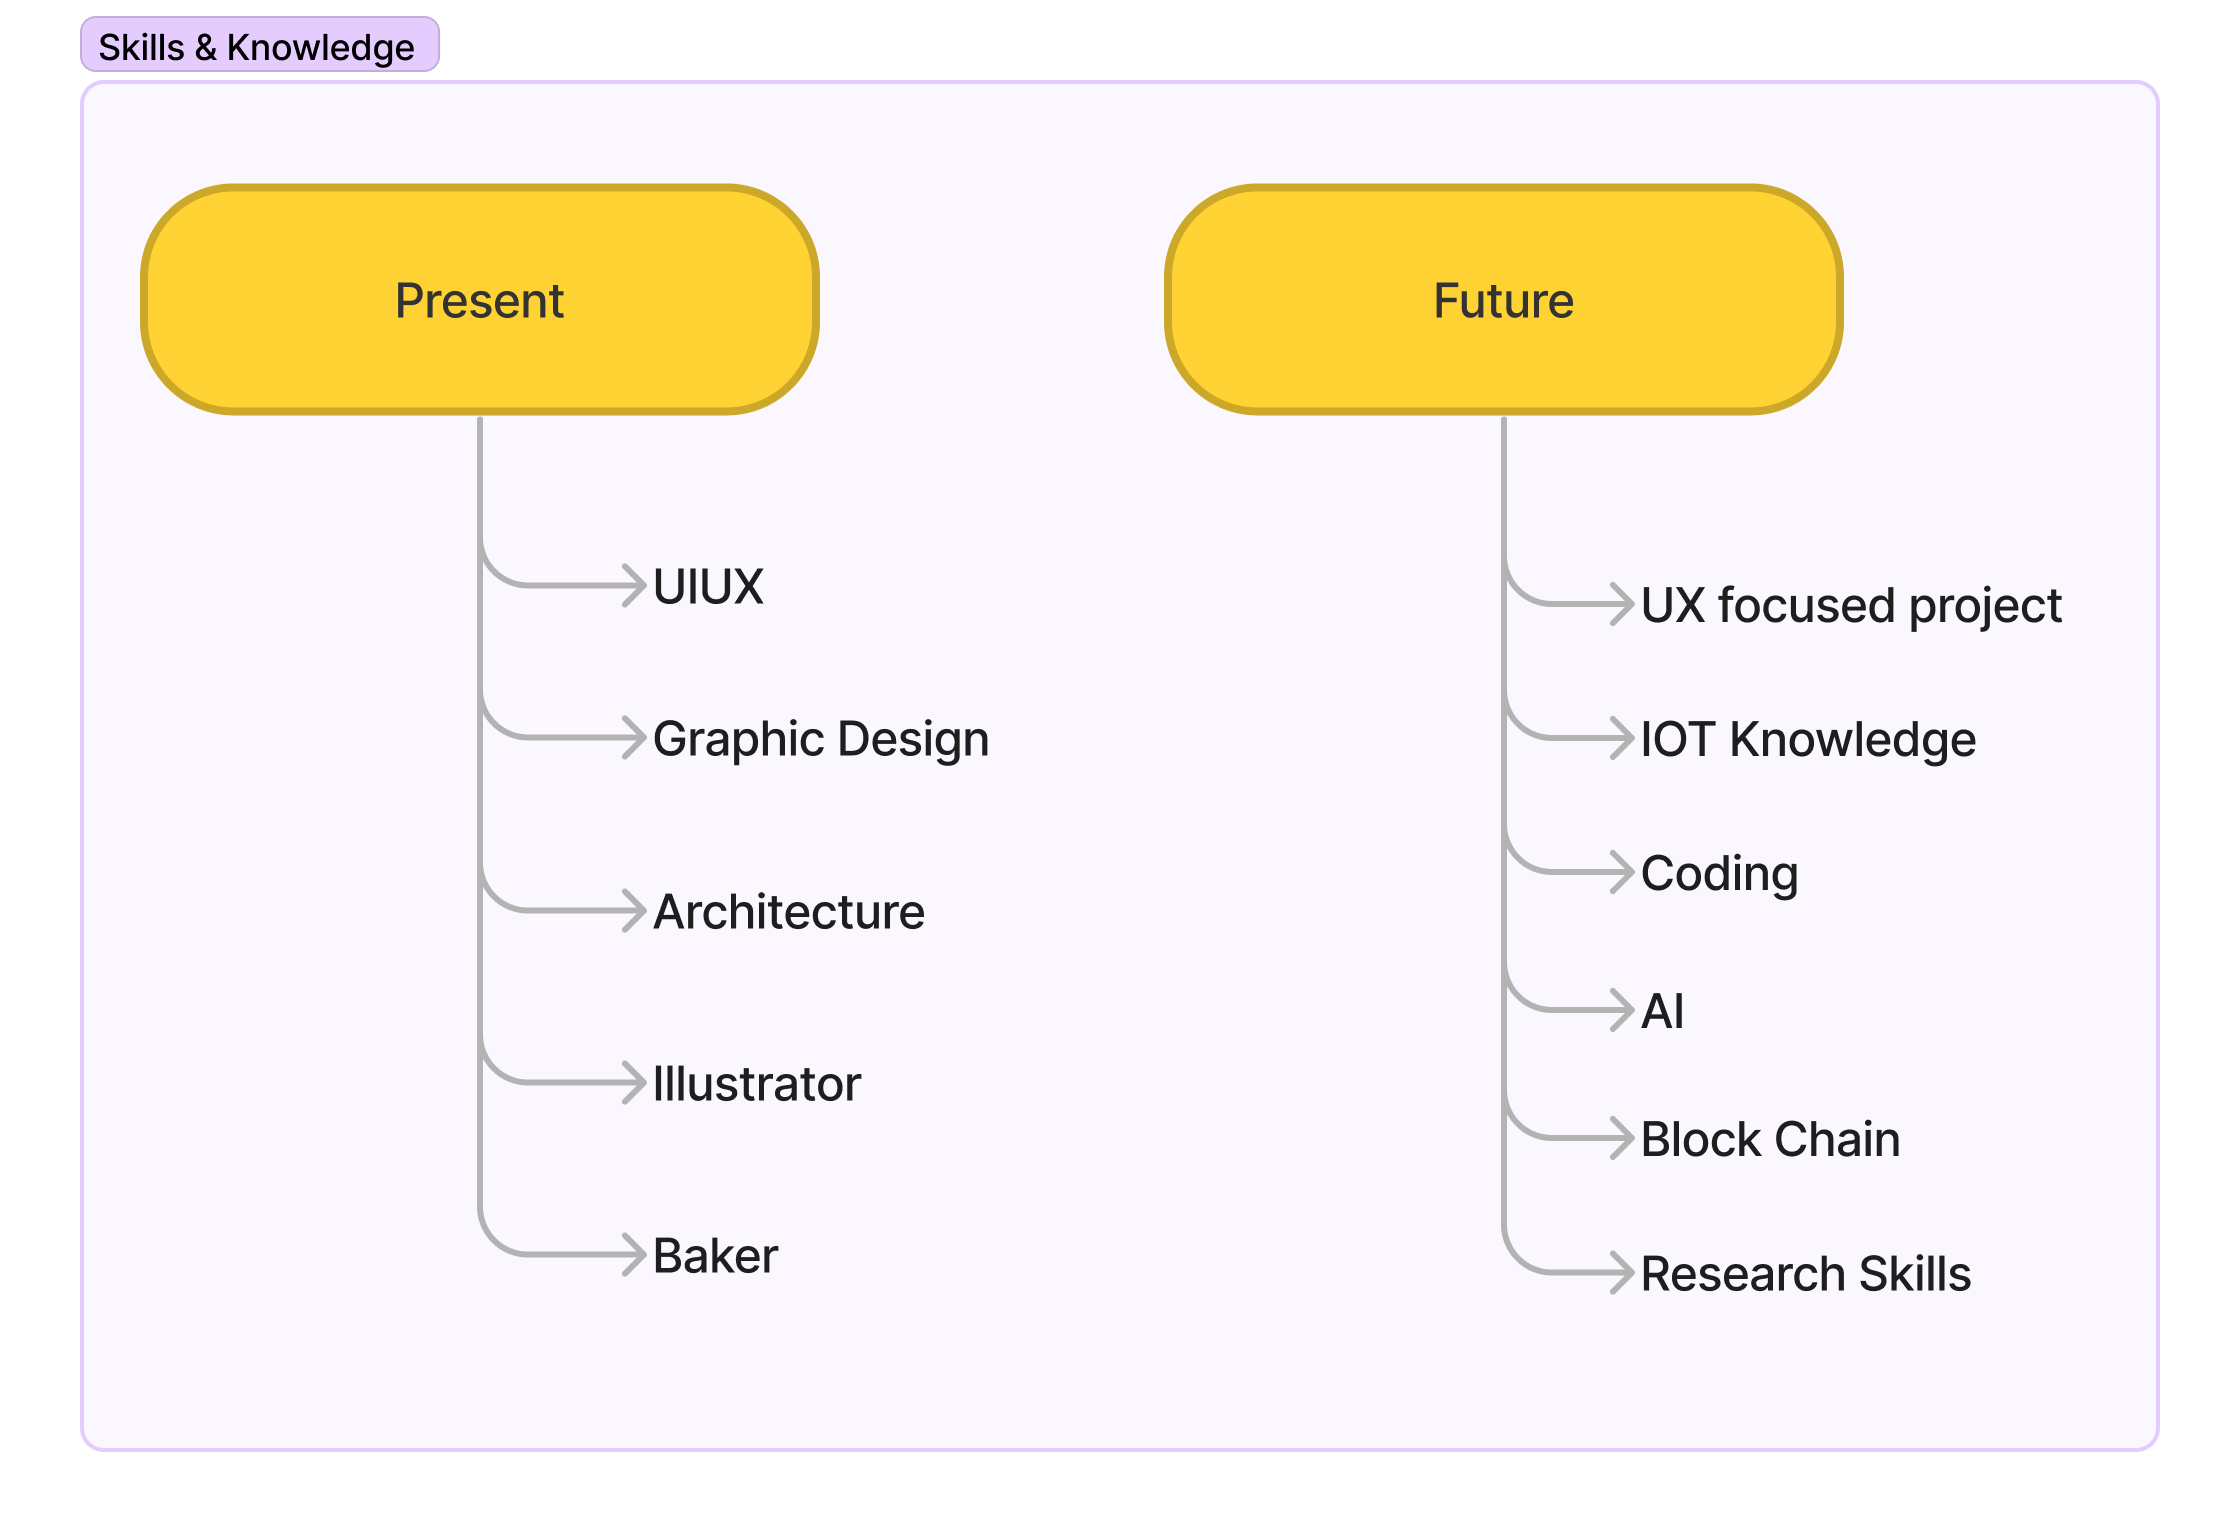 Skills & Knowledge
Present
UIUX
Graphic Design
Architecture
Illustrator
Baker
Future
UX focused project
IOT Knowledge
Coding
AI
Block Chain
Research Skills